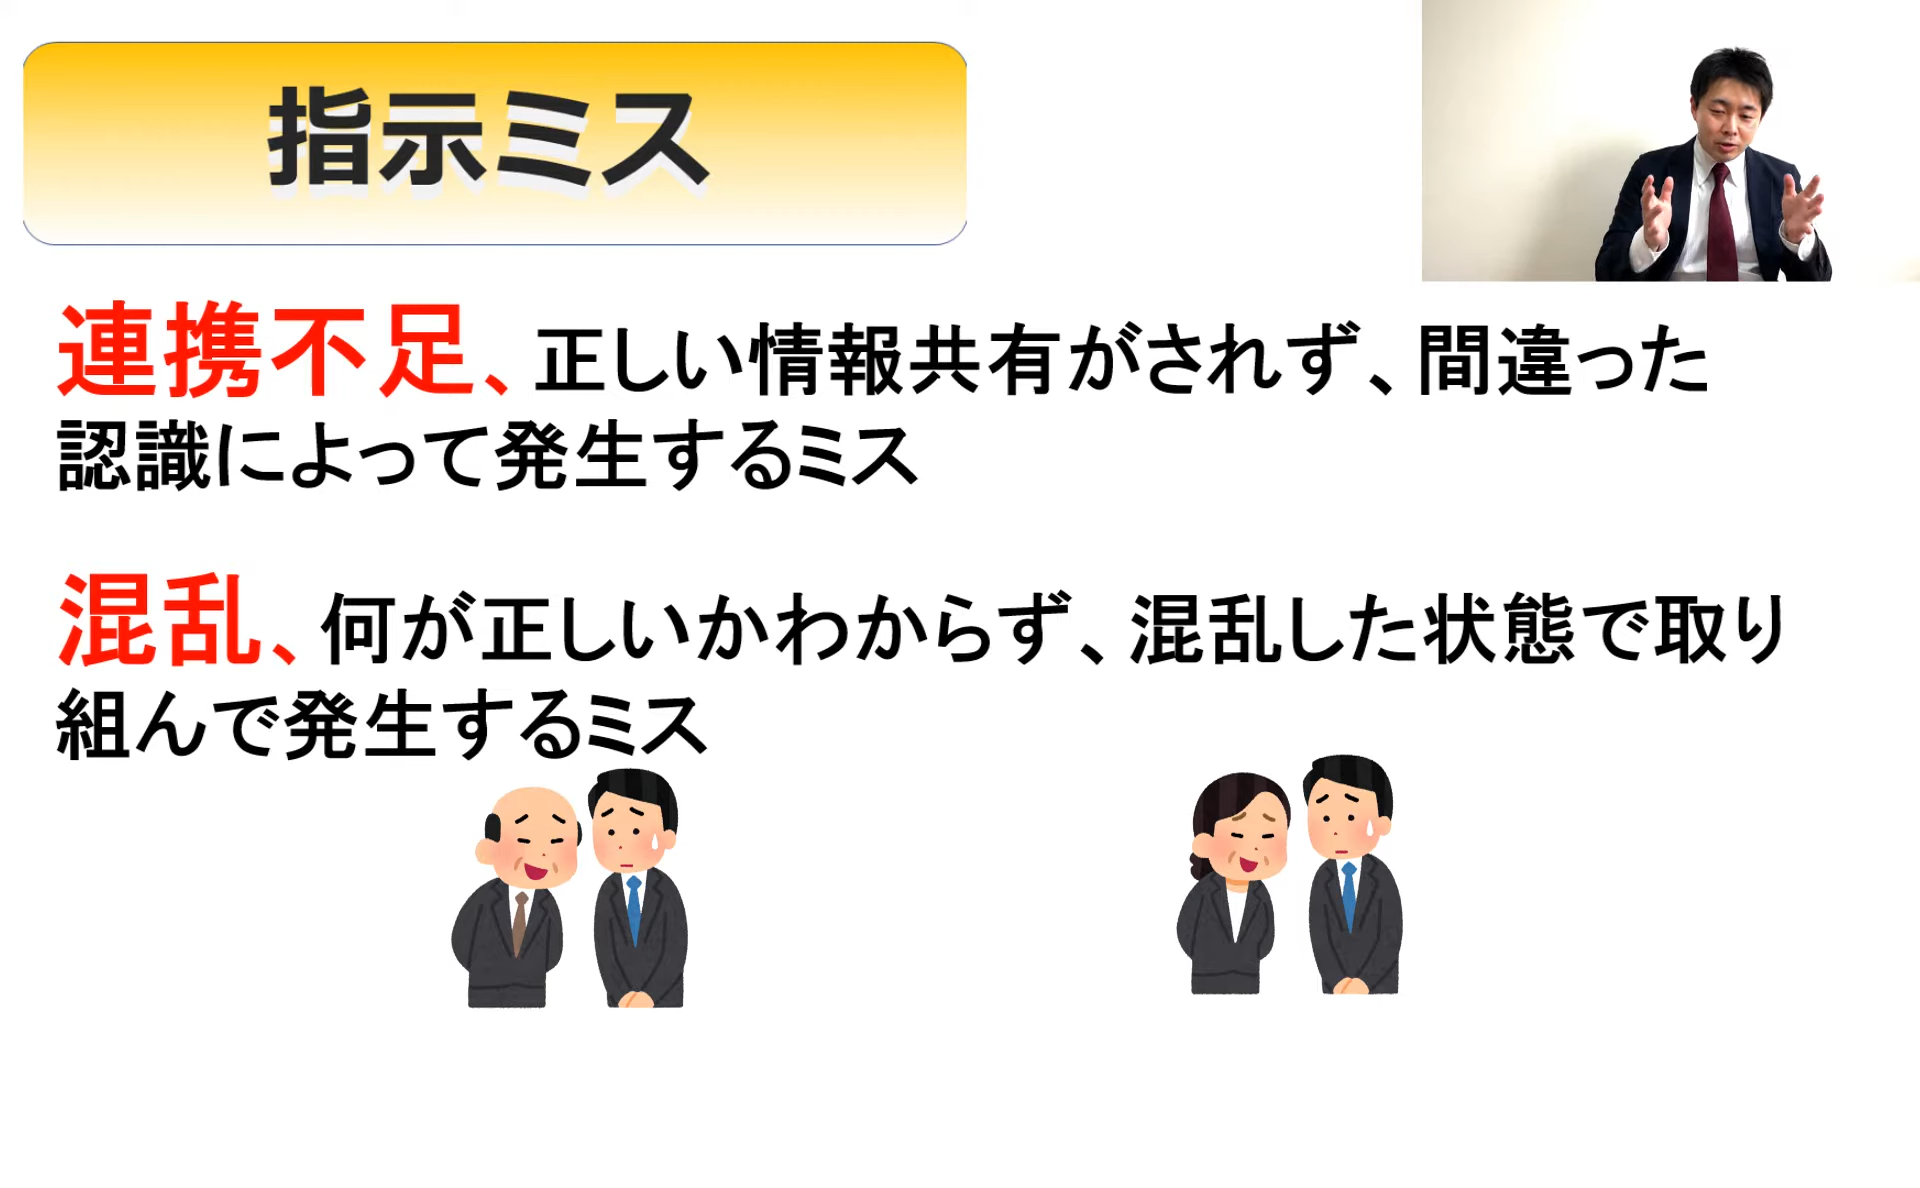 指示ミス
連携不足、正しい情報共有がされず、間違った
認識によって発生するミス
混乱、何が正しいかわからず、混乱した状態で取り
組んで発生するミス